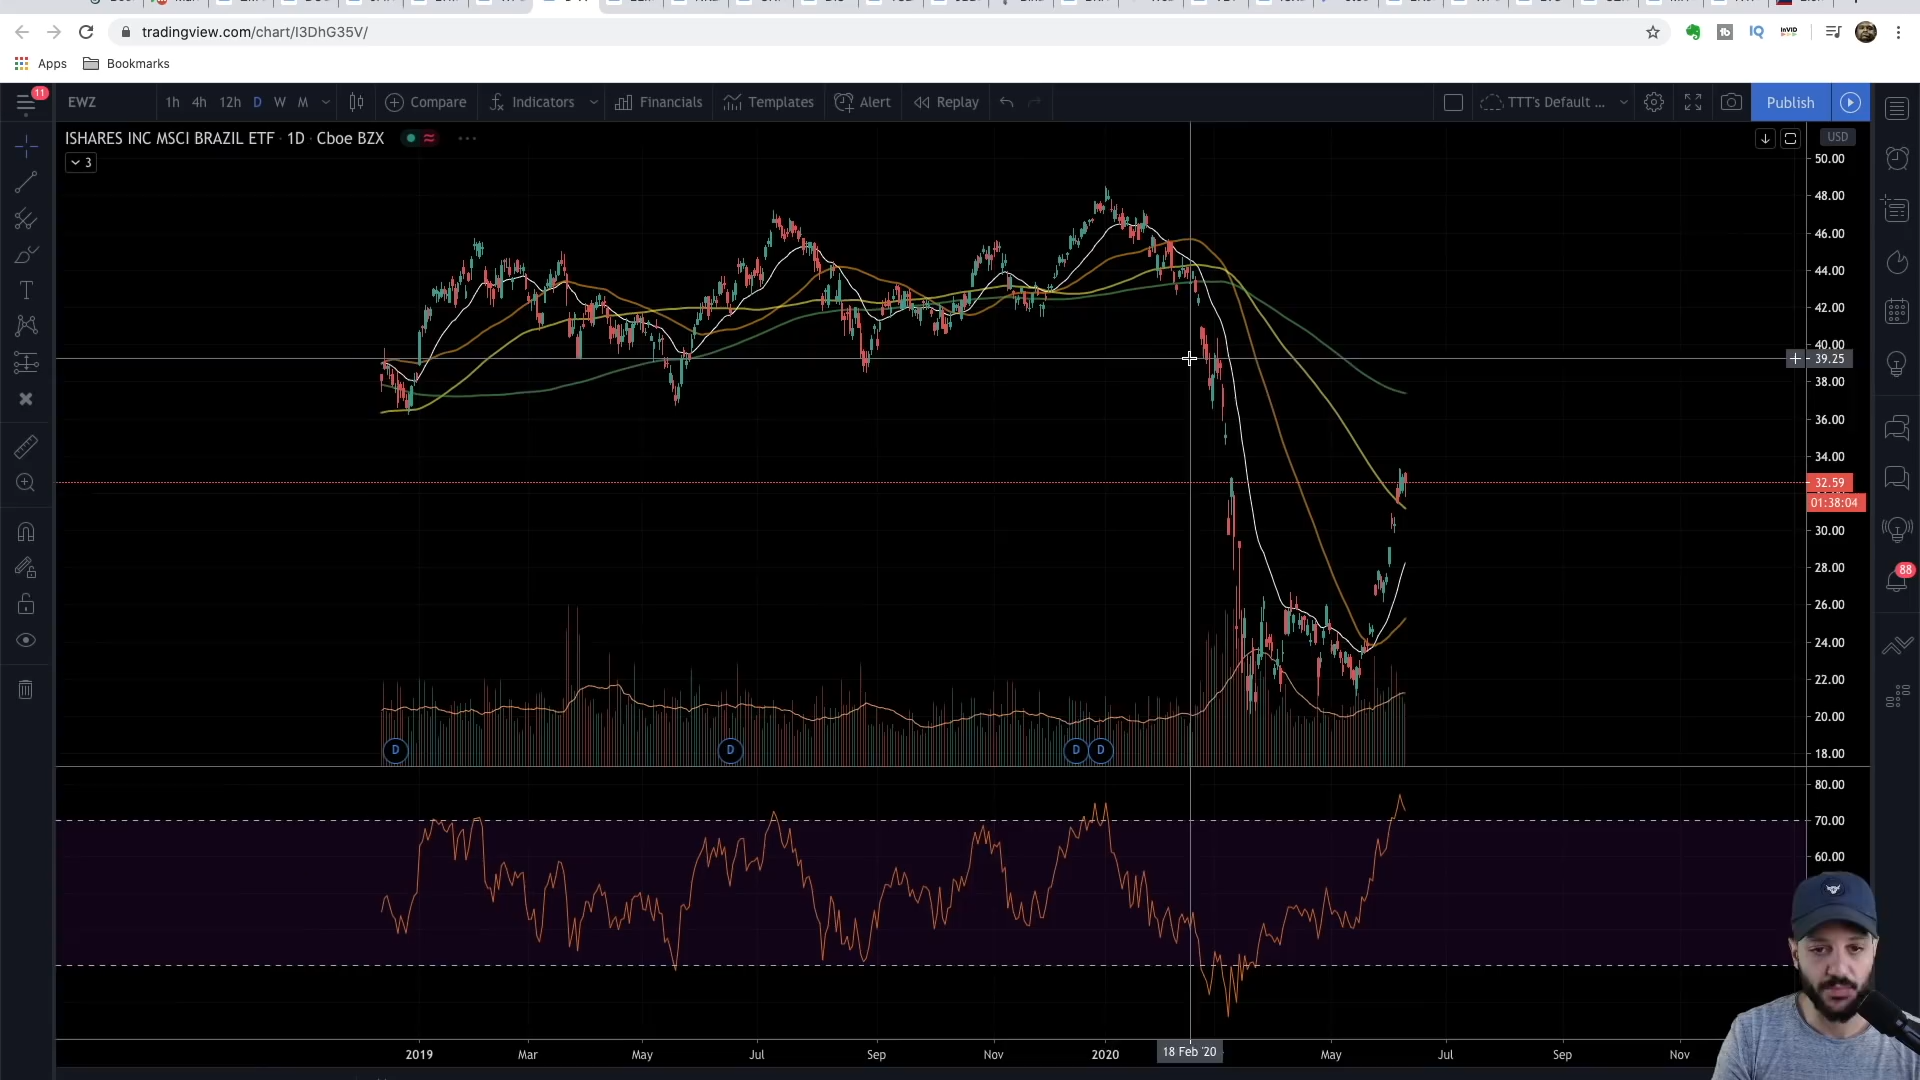 tradingview.com/chart/I3DhG35V/
Apps
Bookmarks
11
EWZ
1h
4h
12h
D
W
M
Compare
Indicators
Financials
Templates
Alert
Replay
TTT's Default ...
Publish
ISHARES INC MSCI BRAZIL ETF · 1D · Cboe BZX
3
USD
50.00
48.00
46.00
44.00
42.00
40.00
39.25
38.00
36.00
34.00
32.59
01:38:04
30.00
28.00
26.00
24.00
22.00
20.00
18.00
88
D
D
D
D
80.00
70.00
60.00
2019
Mar
May
Jul
Sep
Nov
2020
18 Feb '20
May
Jul
Sep
Nov